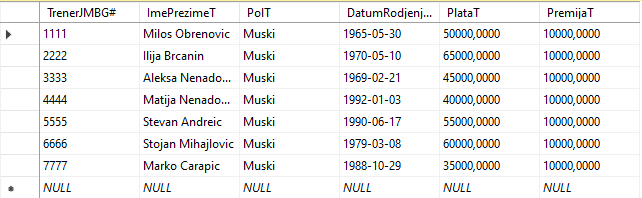 TrenerJMBG# ImePrezimeT PolT DatumRodjenj... PlataT PremijaT
1111 Milos Obrenovic Muski 1965-05-30 50000,0000 10000,0000
2222 Ilija Brcanin Muski 1970-05-10 65000,0000 10000,0000
3333 Aleksa Nenado... Muski 1969-02-21 45000,0000 10000,0000
4444 Matija Nenado... Muski 1992-01-03 40000,0000 10000,0000
5555 Stevan Andreic Muski 1990-06-17 55000,0000 10000,0000
6666 Stojan Mihajlovic Muski 1979-03-08 60000,0000 10000,0000
7777 Marko Carapic Muski 1988-10-29 35000,0000 10000,0000
NULL NULL NULL NULL NULL NULL